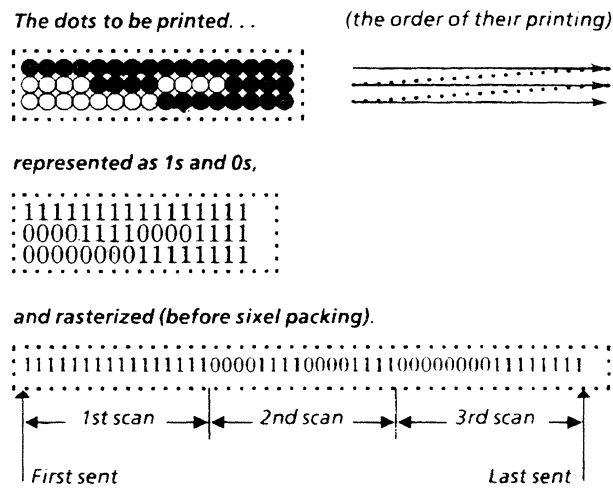 The dots to be printed. . .
(the order of their printing)
represented as 1s and 0s,
1111111111111111
0000111100001111
0000000011111111
and rasterized (before sixel packing).
111111111111111100001111000011110000000011111111
1st scan 2nd scan 3rd scan
First sent Last sent